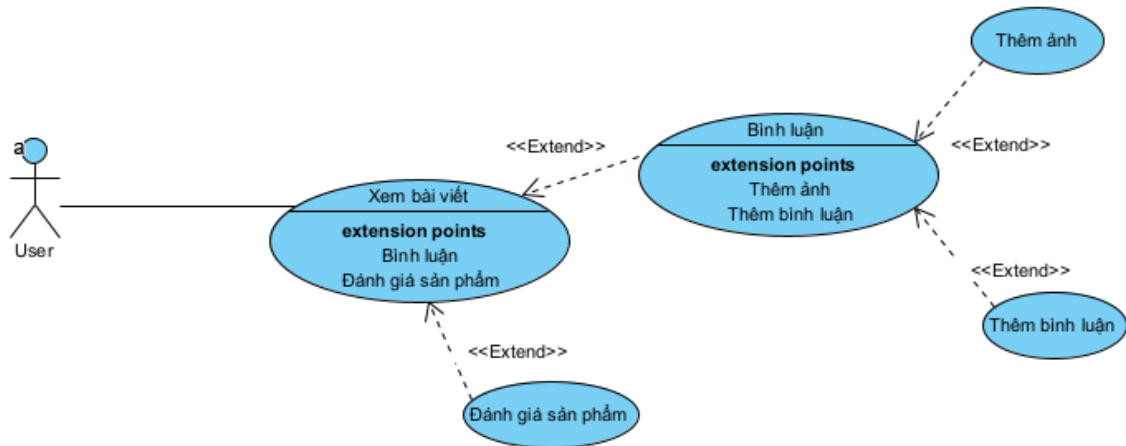 Thêm ảnh
Bình luận
extension points
Thêm ảnh
Thêm bình luận
<<Extend>>
<<Extend>>
a
User
Xem bài viết
extension points
Bình luận
Đánh giá sản phẩm
<<Extend>>
Thêm bình luận
<<Extend>>
Đánh giá sản phẩm